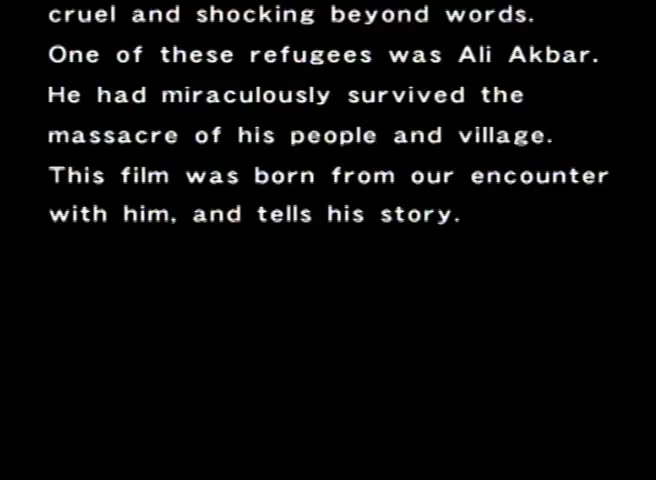 cruel and shocking beyond words.
One of these refugees was Ali Akbar.
He had miraculously survived the
massacre of his people and village.
This film was born from our encounter
with him, and tells his story.